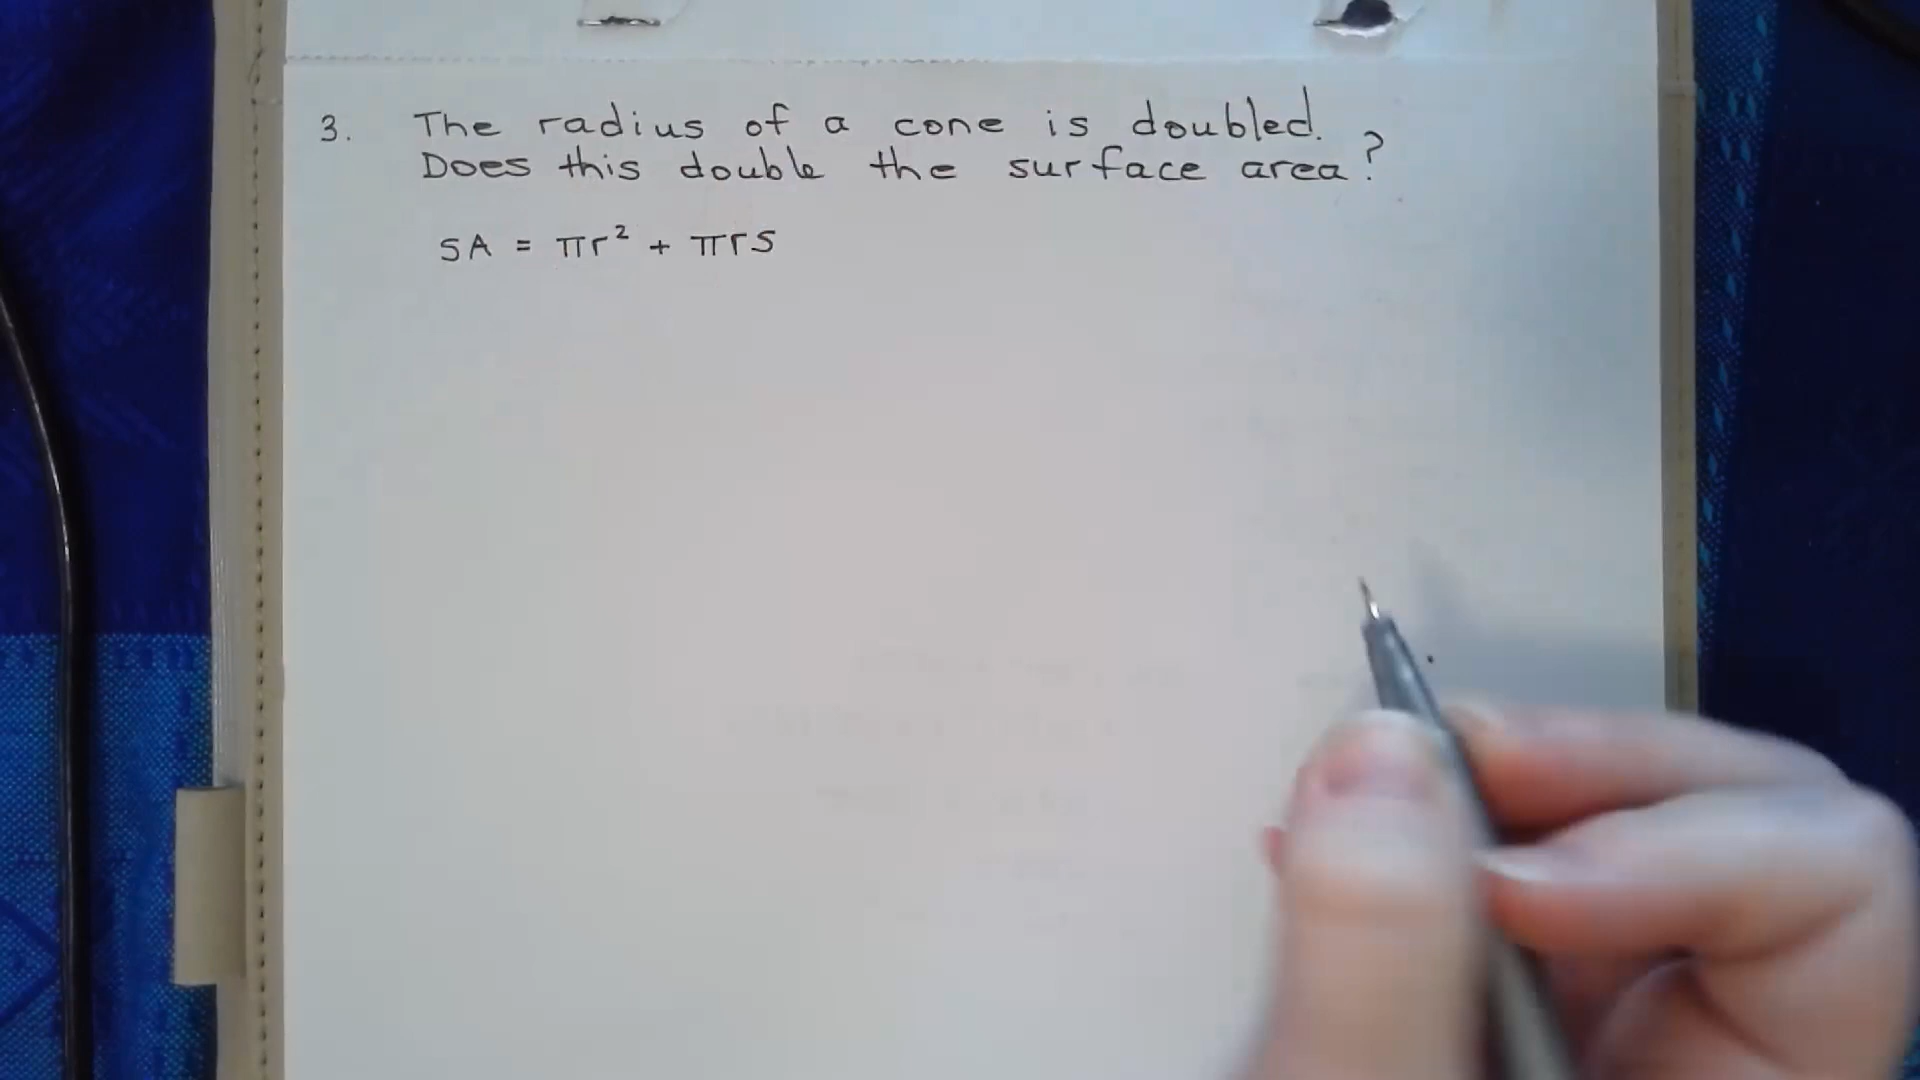 3. The radius of a cone is doubled.
Does this double the surface area?
SA = πr² + πrs